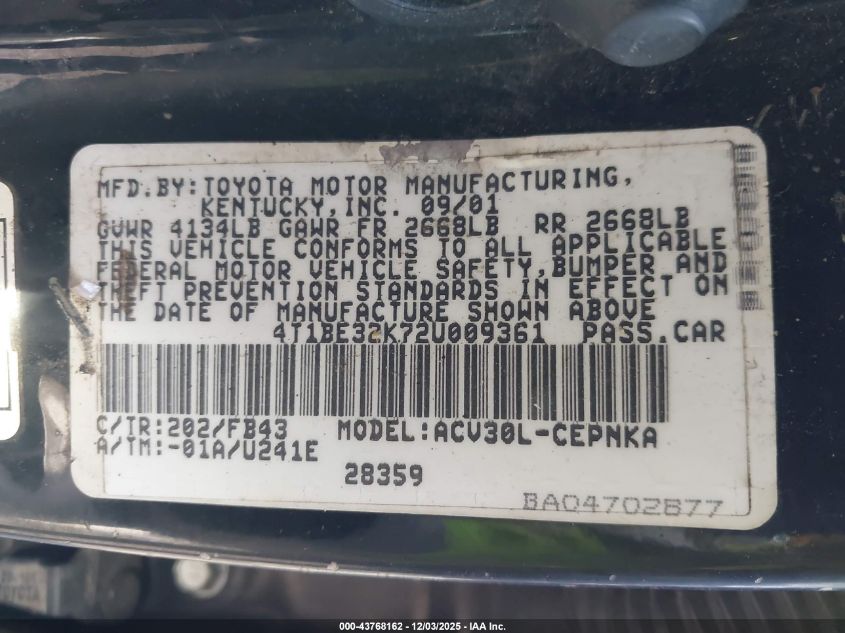 MFD.BY:TOYOTA MOTOR MANUFACTURING,
KENTUCKY,INC. 09/01
GVWR 4134LB GAWR FR 2668LB RR 2668LB
THIS VEHICLE CONFORMS TO ALL APPLICABLE
FEDERAL MOTOR VEHICLE SAFETY,BUMPER AND
THEFT PREVENTION STANDARDS IN EFFECT ON
THE DATE OF MANUFACTURE SHOWN ABOVE
4T1BE32K72U009361 PASS.CAR
C/TR:202/FB43 MODEL:ACV30L-CEPNKA
A/TM:-01A/U241E
28359
BA04702877
000-43768162 - 12/03/2025 - © IAA Inc.